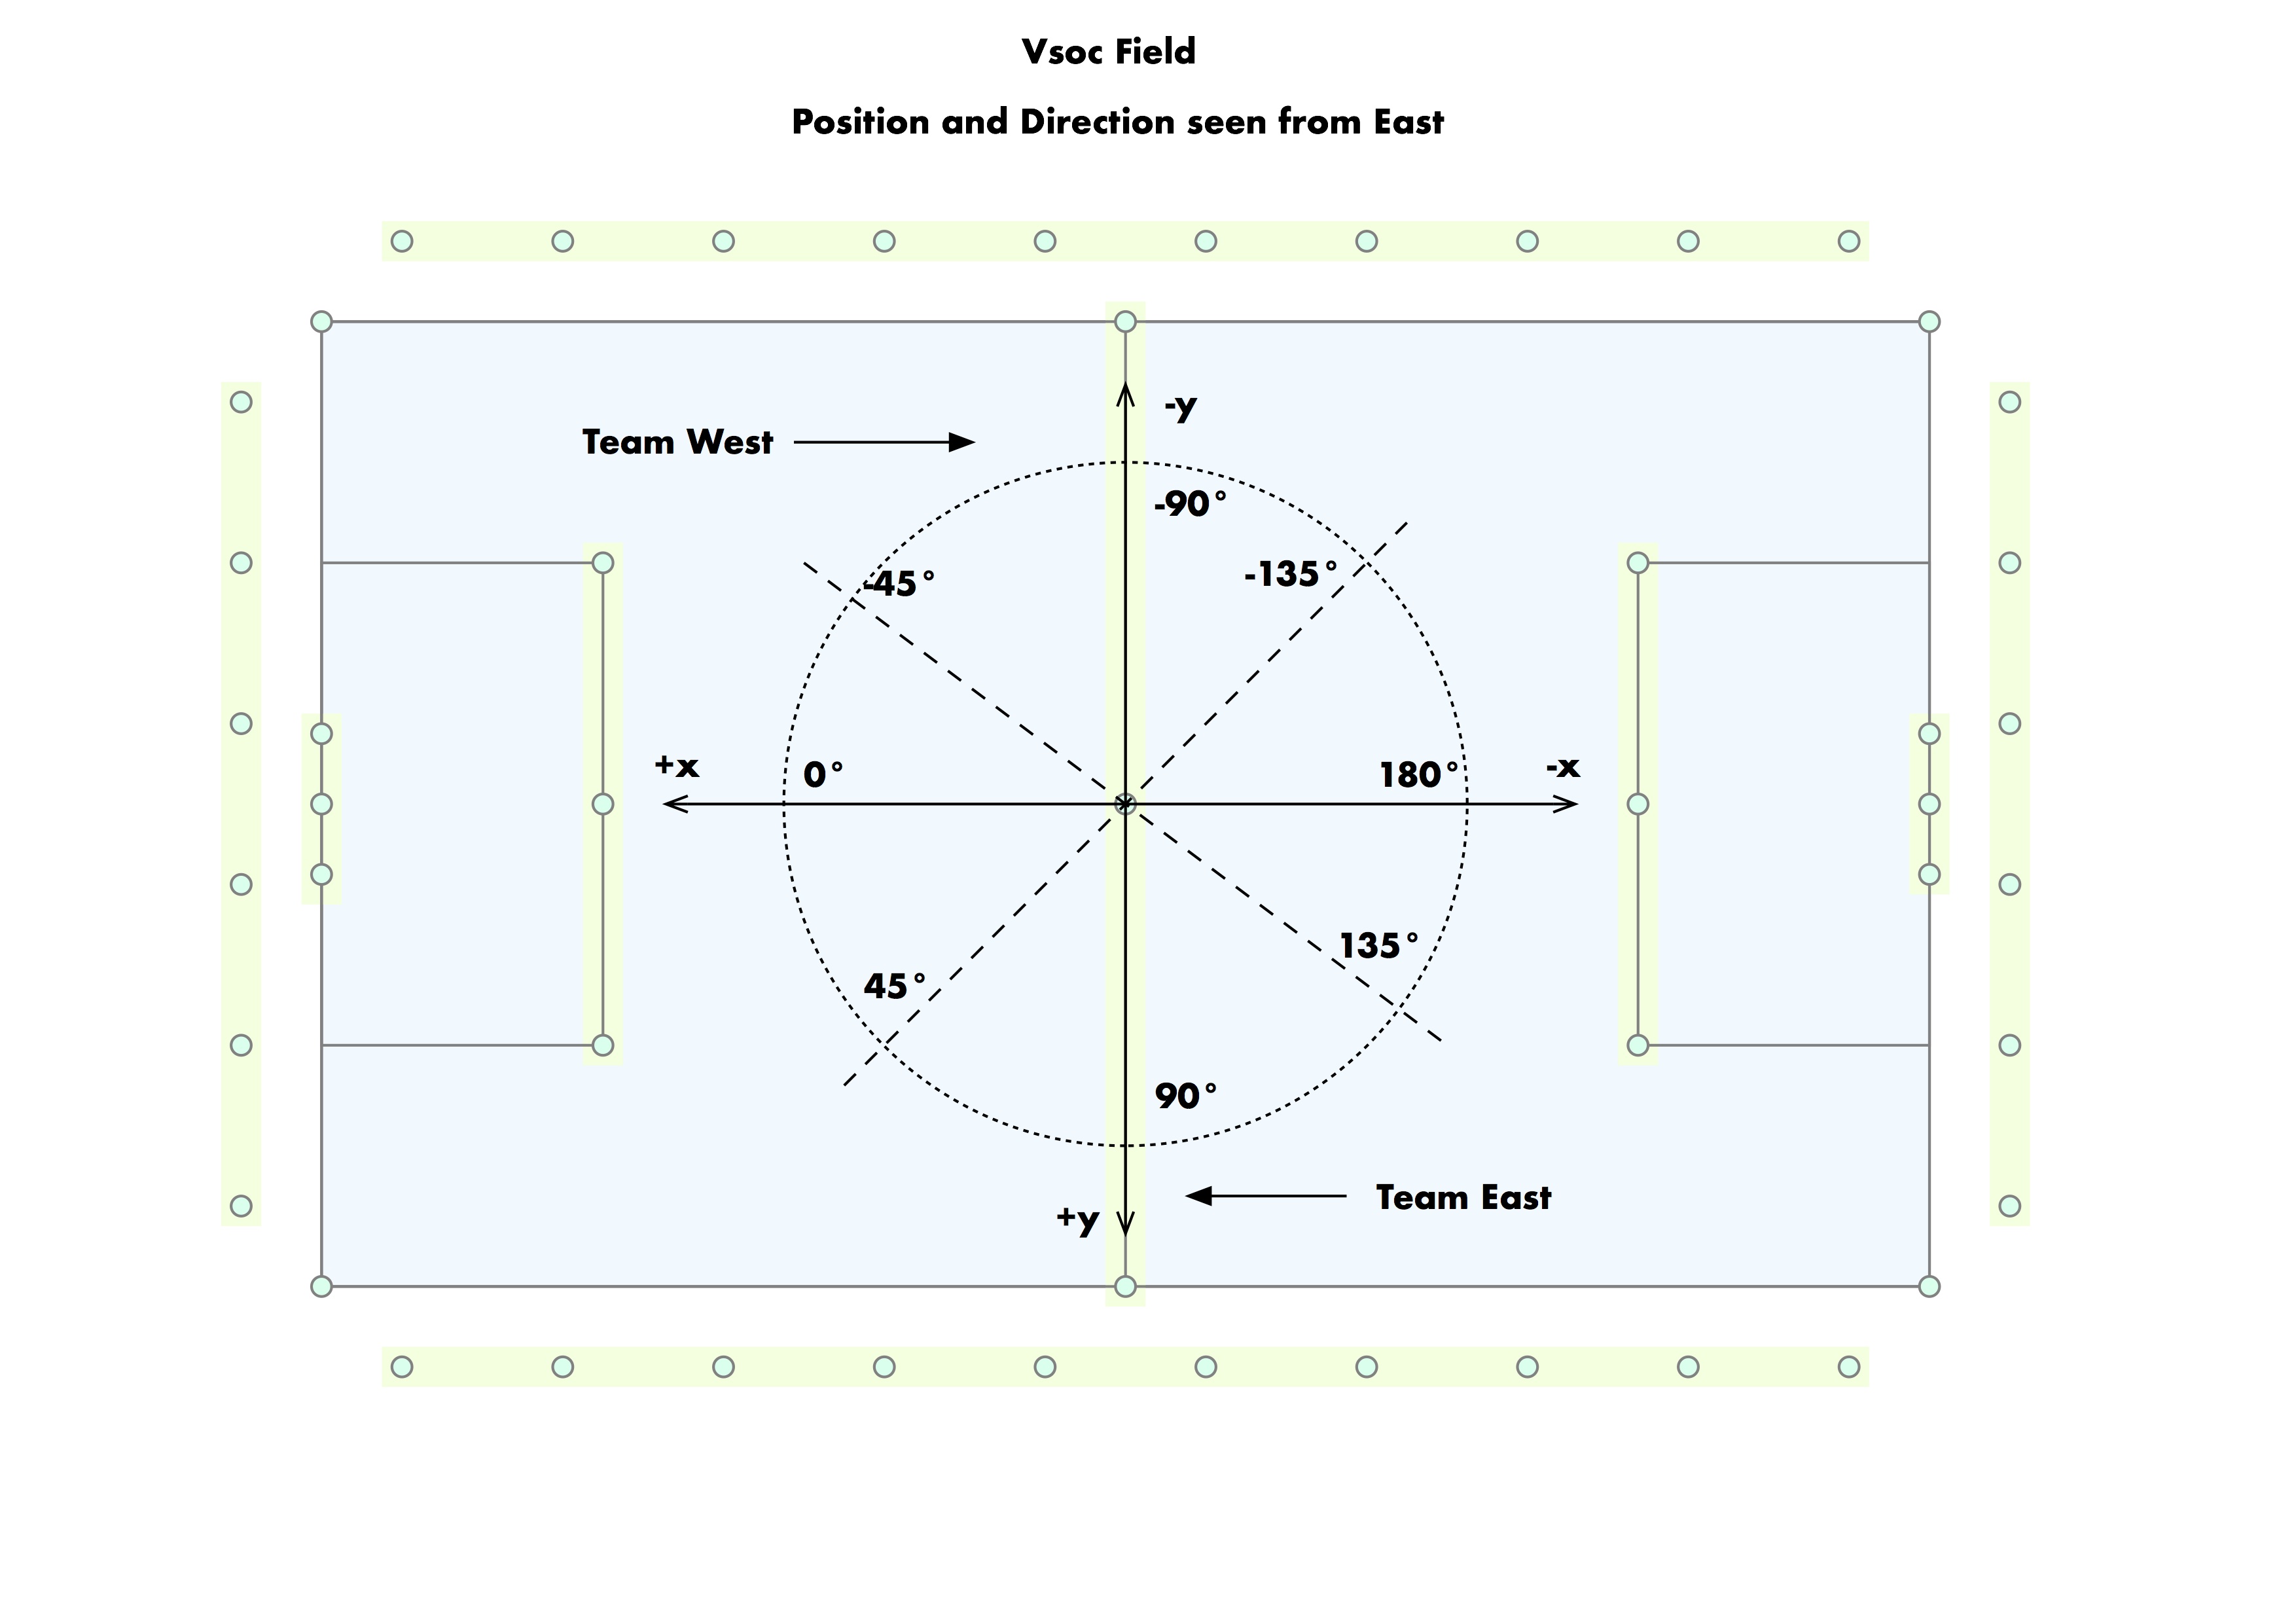 Vsoc Field
Position and Direction seen from East
-y
Team West
-90°
-135°
-45°
+x
0°
180°
-x
135°
45°
90°
Team East
+y